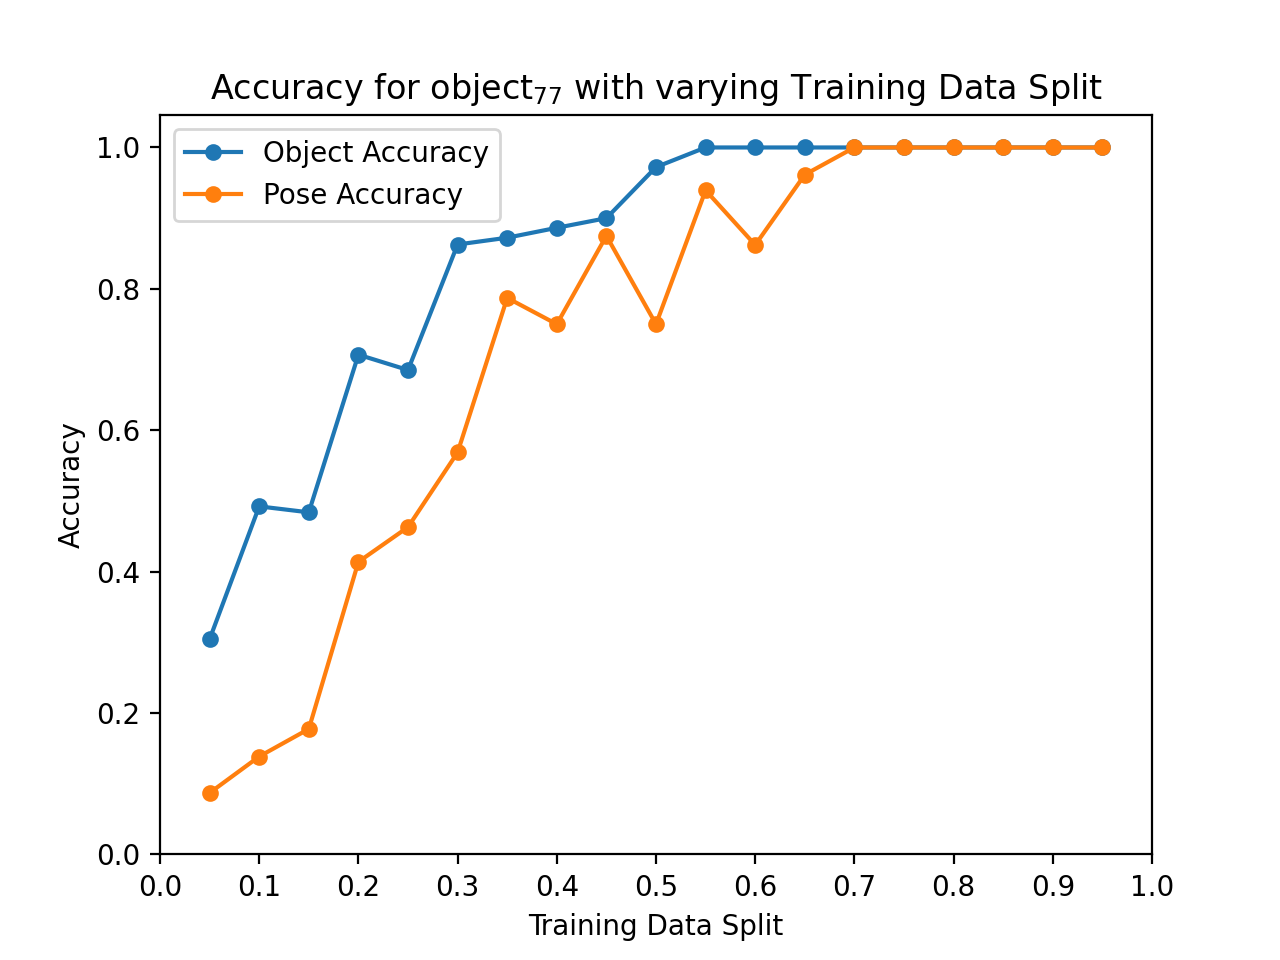 Accuracy for object₇₇ with varying Training Data Split
Object Accuracy
Pose Accuracy
1.0
0.8
0.6
0.4
0.2
0.0
Accuracy
0.0 0.1 0.2 0.3 0.4 0.5 0.6 0.7 0.8 0.9 1.0
Training Data Split